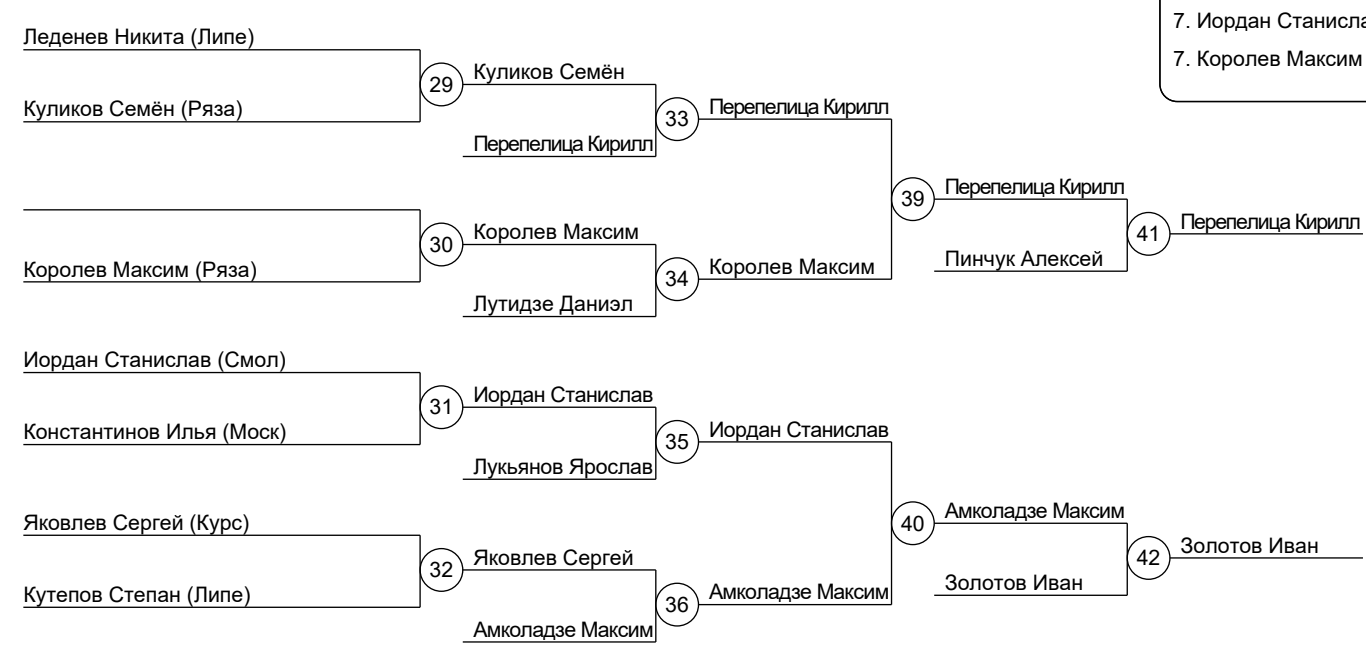 7. Иордан
7. Королев Максим
Леденев Никита (Липе)
29
Куликов Семён
Куликов Семён (Ряза)
33
Перепелица Кирилл
Перепелица Кирилл
39
Перепелица Кирилл
41
Перепелица Кирилл
30
Королев Максим
Королев Максим (Ряза)
34
Королев Максим
Пинчук Алексей
Лутидзе Даниэл
Иордан Станислав (Смол)
31
Иордан Станислав
Константинов Илья (Моск)
35
Иордан Станислав
Лукьянов Ярослав
40
Амколадзе Максим
42
Золотов Иван
Яковлев Сергей (Курс)
32
Яковлев Сергей
Кутепов Степан (Липе)
36
Амколадзе Максим
Золотов Иван
Амколадзе Максим